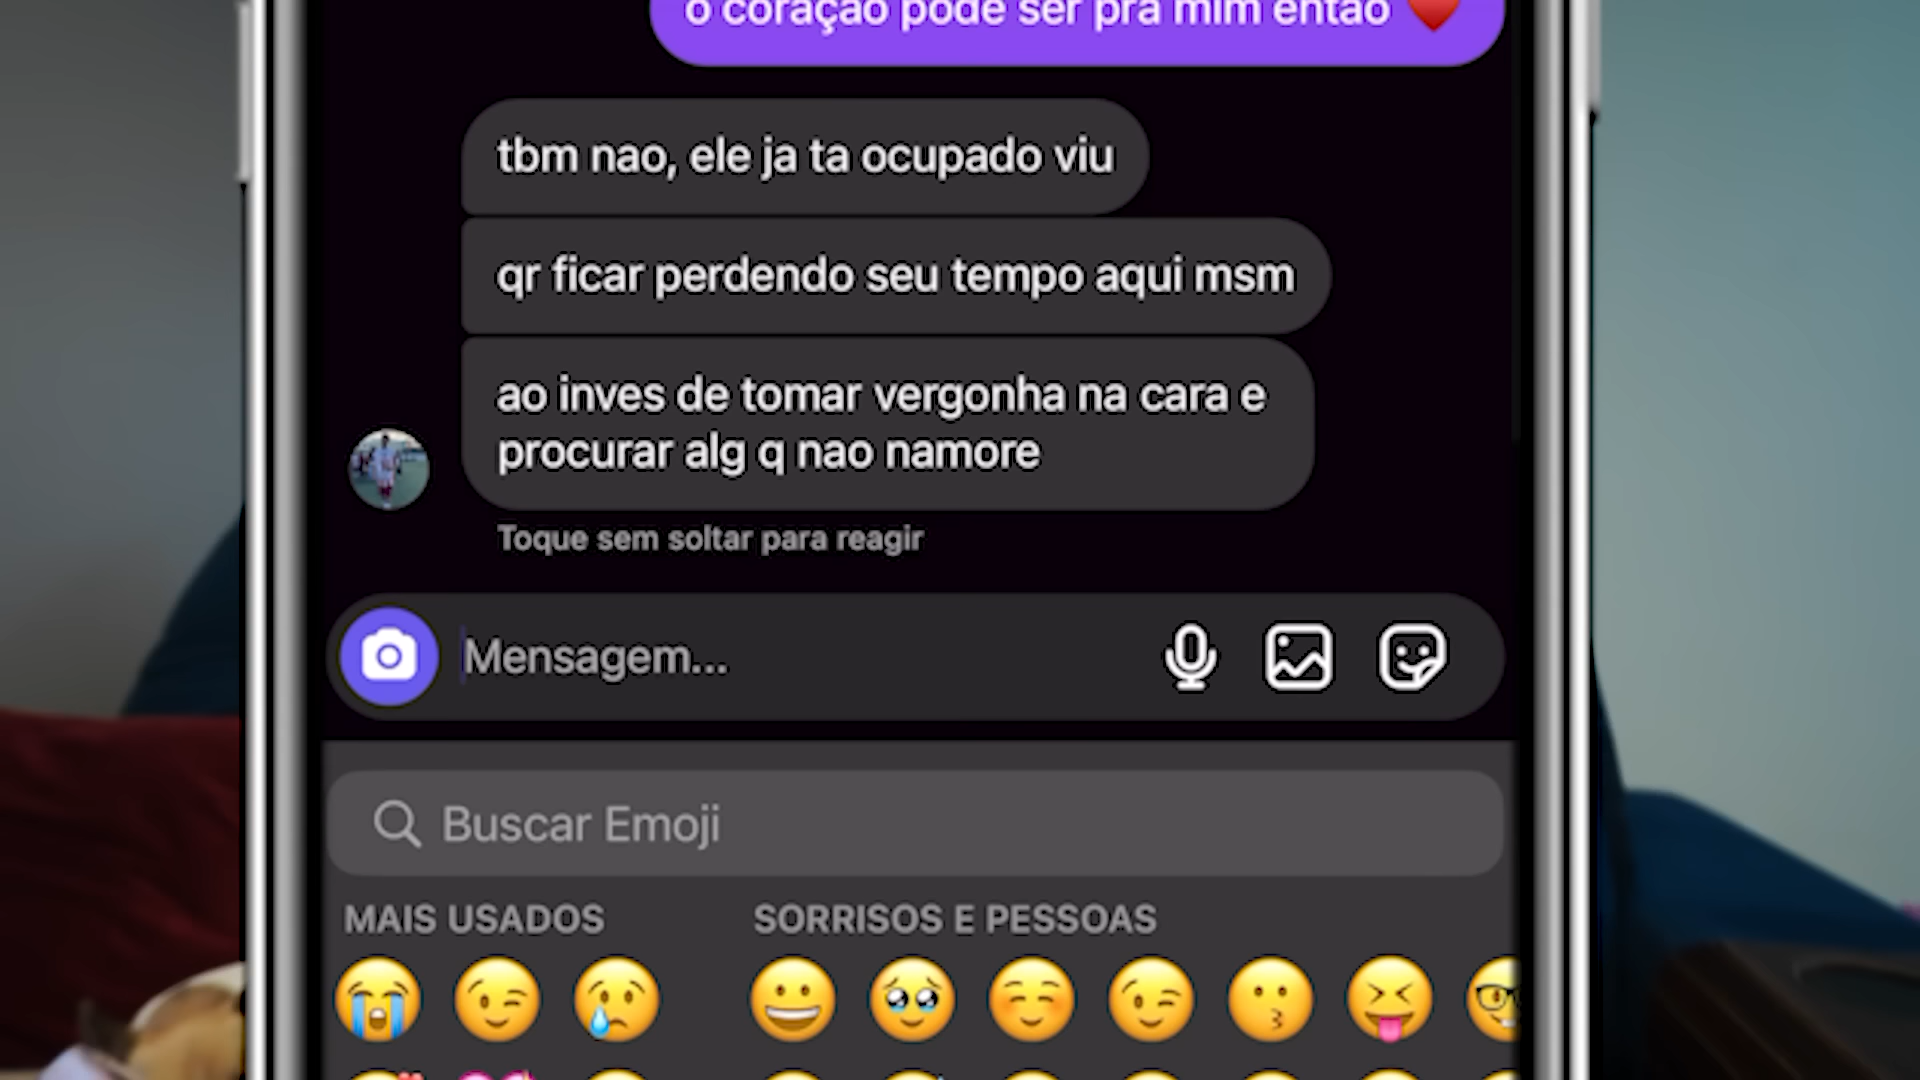 o coração pode ser pra mim então ❤️
tbm nao, ele ja ta ocupado viu
qr ficar perdendo seu tempo aqui msm
ao inves de tomar vergonha na cara e
procurar alg q nao namore
Toque sem soltar para reagir
Mensagem...
Buscar Emoji
MAIS USADOS
SORRISOS E PESSOAS